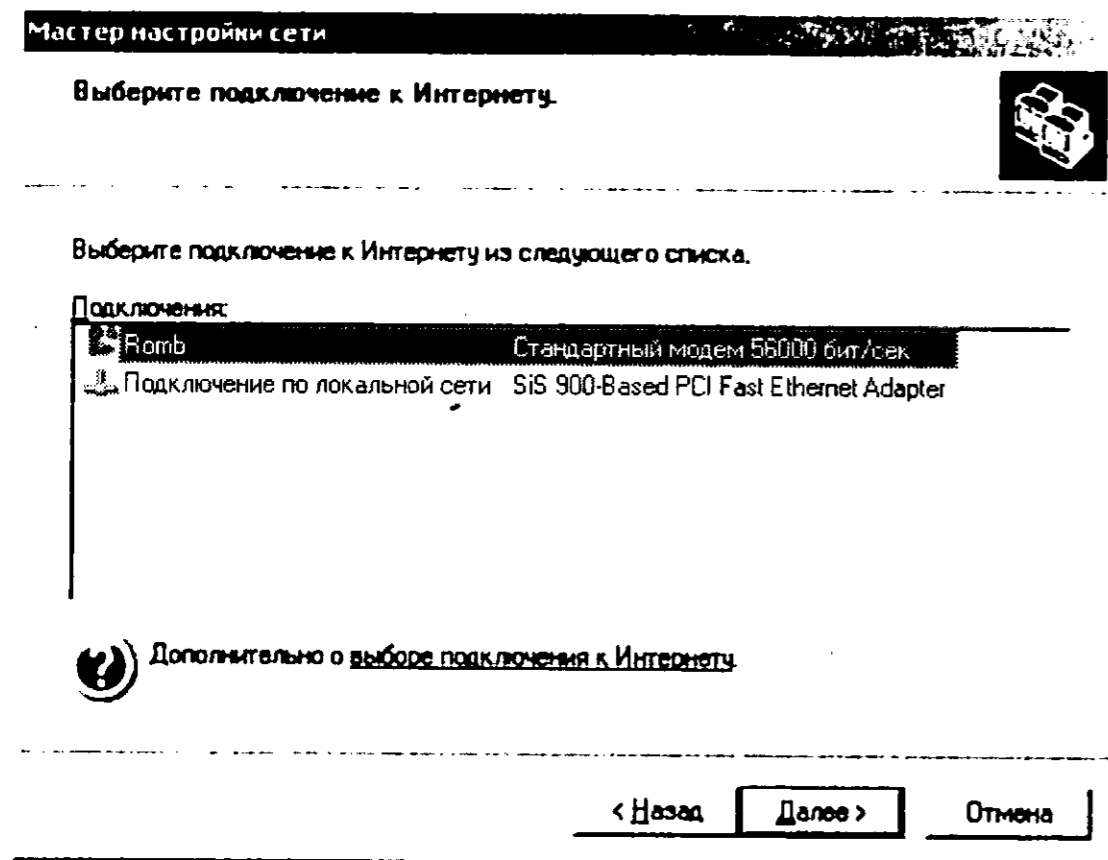 Мастер настройки сети
Выберите подключение к Интернету.
Выберите подключение к Интернету из следующего списка.
Подключения:
Romb Стандартный модем 56000 бит/сек
Подключение по локальной сети SiS 900-Based PCI Fast Ethernet Adapter
Дополнительно о выборе подключения к Интернету.
< Назад Далее > Отмена